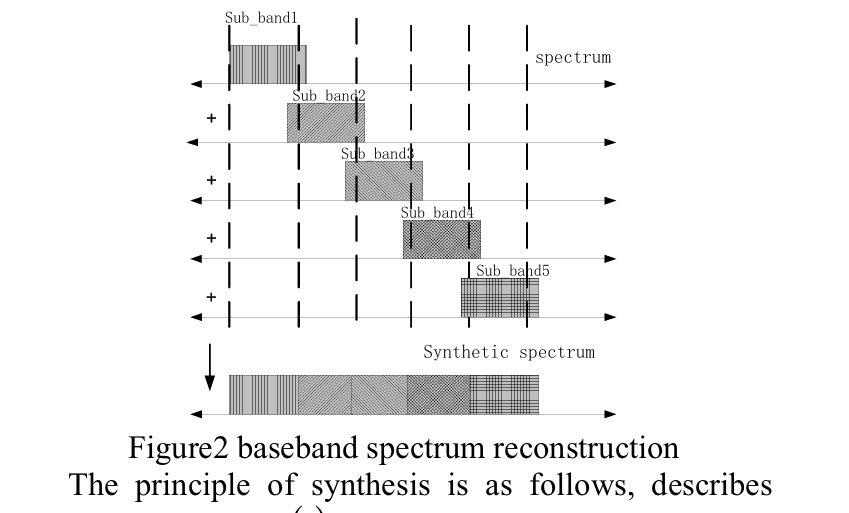 Sub_band1
spectrum
Sub_band2
+
Sub_band3
+
Sub_band4
+
Sub_band5
+
Synthetic spectrum
Figure2 baseband spectrum reconstruction
The principle of synthesis is as follows, describes